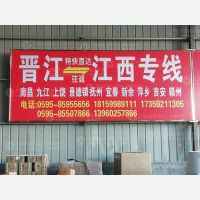 晋江 特快直达 往返 江西专线
南昌 九江 上饶 景德镇 抚州 宜春 新余 萍乡 吉安 赣州
电话:0595-85955656 18159989111 17359211305
0595-85507866 13960257866